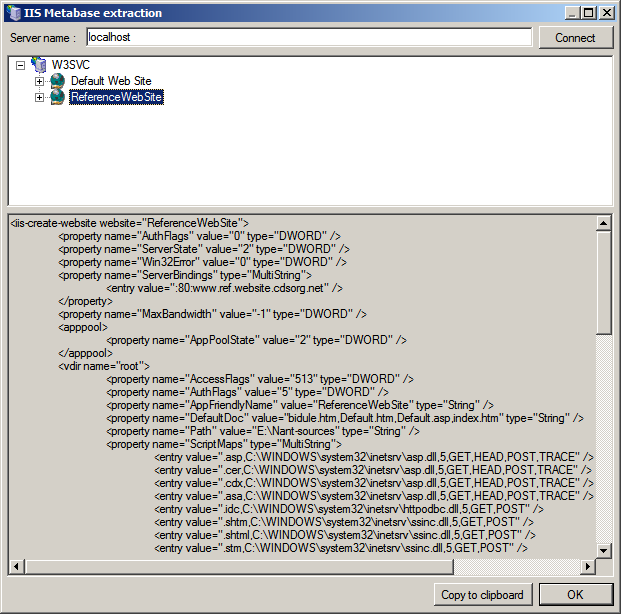 IIS Metabase extraction
Server name : localhost Connect
W3SVC
Default Web Site
ReferenceWebSite
<iis-create-website website="ReferenceWebSite">
<property name="AuthFlags" value="0" type="DWORD" />
<property name="ServerState" value="2" type="DWORD" />
<property name="Win32Error" value="0" type="DWORD" />
<property name="ServerBindings" type="MultiString">
<entry value=":80:www.ref.website.cdsorg.net" />
</property>
<property name="MaxBandwidth" value="-1" type="DWORD" />
<apppool>
<property name="AppPoolState" value="2" type="DWORD" />
</apppool>
<vdir name="root">
<property name="AccessFlags" value="513" type="DWORD" />
<property name="AuthFlags" value="5" type="DWORD" />
<property name="AppFriendlyName" value="ReferenceWebSite" type="String" />
<property name="DefaultDoc" value="bidule.htm,Default.htm,Default.asp,index.htm" type="String" />
<property name="Path" value="E:\Nant-sources" type="String" />
<property name="ScriptMaps" type="MultiString">
<entry value=".asp,C:\WINDOWS\system32\inetsrv\asp.dll,5,GET,HEAD,POST,TRACE" />
<entry value=".cer,C:\WINDOWS\system32\inetsrv\asp.dll,5,GET,HEAD,POST,TRACE" />
<entry value=".cdx,C:\WINDOWS\system32\inetsrv\asp.dll,5,GET,HEAD,POST,TRACE" />
<entry value=".asa,C:\WINDOWS\system32\inetsrv\asp.dll,5,GET,HEAD,POST,TRACE" />
<entry value=".idc,C:\WINDOWS\system32\inetsrv\httpodbc.dll,5,GET,POST" />
<entry value=".shtm,C:\WINDOWS\system32\inetsrv\ssinc.dll,5,GET,POST" />
<entry value=".shtml,C:\WINDOWS\system32\inetsrv\ssinc.dll,5,GET,POST" />
<entry value=".stm,C:\WINDOWS\system32\inetsrv\ssinc.dll,5,GET,POST" />
Copy to clipboard OK